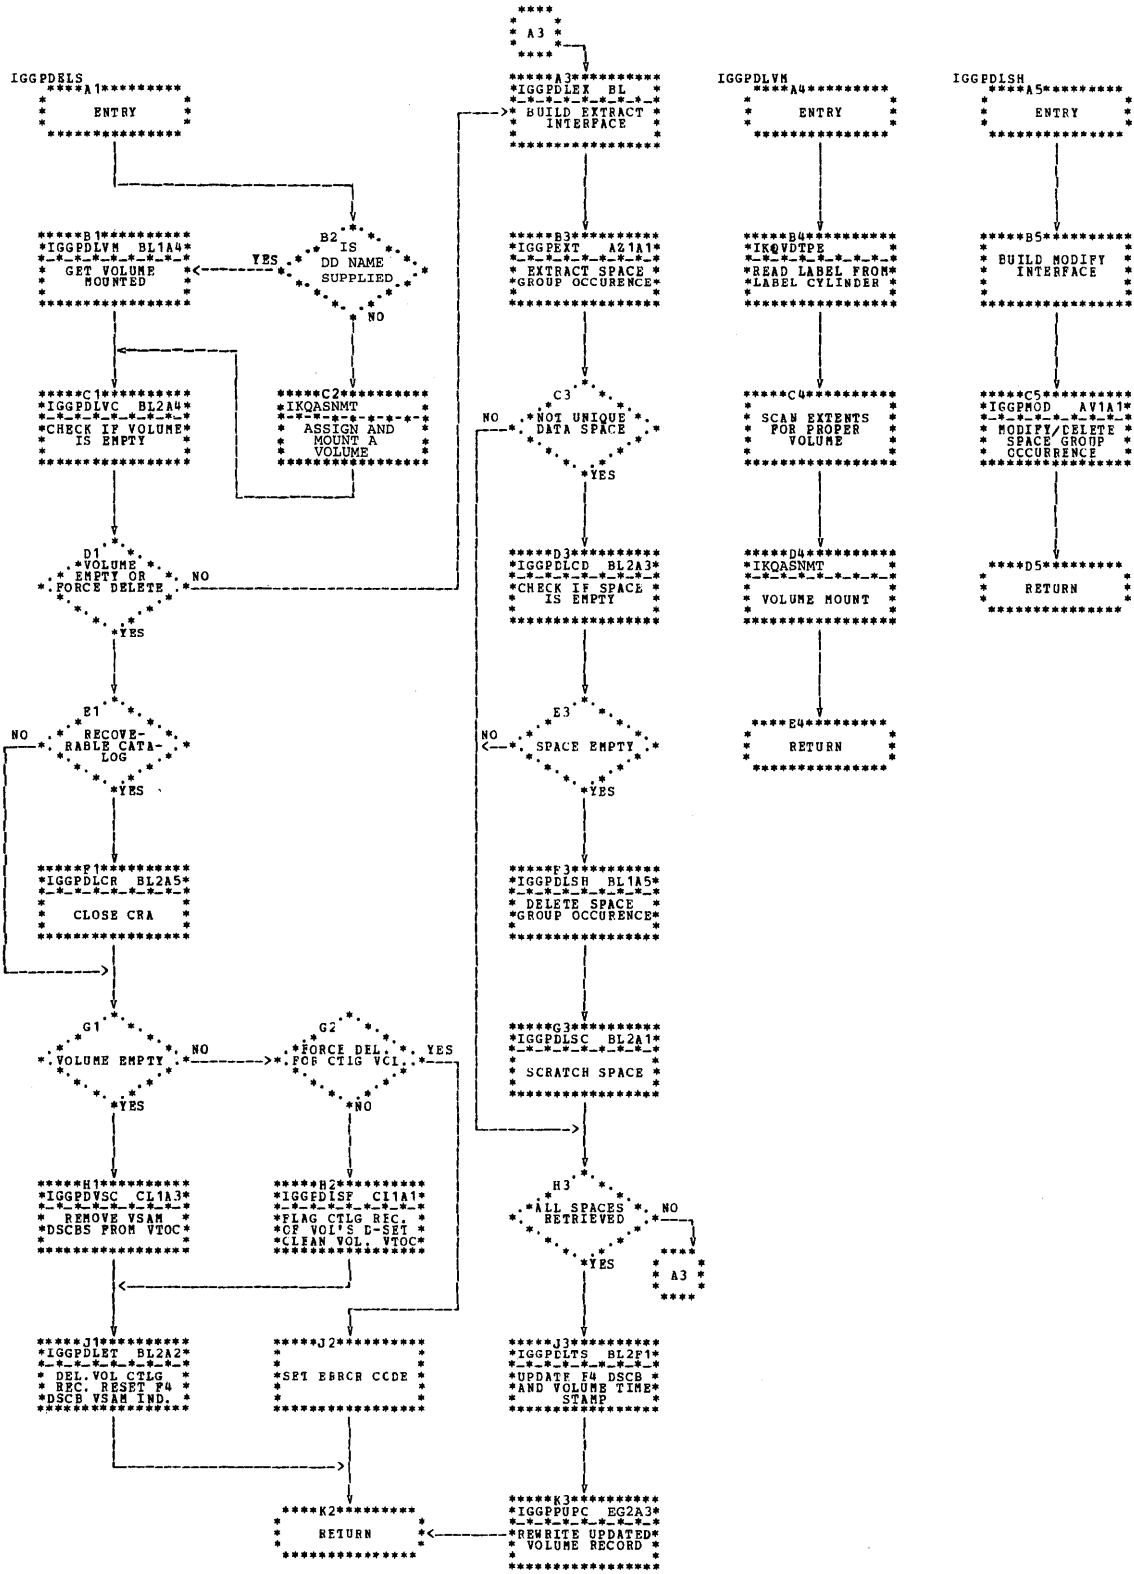 A3
IGGPDELS
A1
ENTRY
B2
IS
DD NAME
SUPPLIED
YES
NO
B1
IGGPDLVM BL1A4
GET VOLUME
MOUNTED
C2
IKQASNMT
ASSIGN AND
MOUNT A
VOLUME
C1
IGGPDLVC BL2A4
CHECK IF VOLUME
IS EMPTY
D1
VOLUME
EMPTY OR
FORCE DELETE
NO
YES
E1
RECOVE-
RABLE CATA-
LOG
NO
YES
F1
IGGPDLCR BL2A5
CLOSE CRA
G1
VOLUME EMPTY
NO
YES
G2
FORCE DEL.
FOR CTLG VOL.
YES
NO
H1
IGGPDVSC CL1A3
REMOVE VSAM
DSCBS FROM VTOC
H2
IGGPDLSF CI1A1
FLAG CTLG REC.
OF VOL'S D-SET
CLEAN VOL. VTOC
J1
IGGPDLET BL2A2
DEL.VOL CTLG
REC. RESET F4
DSCB VSAM IND.
J2
SET ERROR CODE
K2
RETURN
A3
IGGPDLEX BL
BUILD EXTRACT
INTERFACE
B3
IGGPEXT AZ1A1
EXTRACT SPACE
GROUP OCCURENCE
C3
NOT UNIQUE
DATA SPACE
NO
YES
D3
IGGPDLCD BL2A3
CHECK IF SPACE
IS EMPTY
E3
SPACE EMPTY
NO
YES
F3
IGGPDLSH BL1A5
DELETE SPACE
GROUP OCCURENCE
G3
IGGPDLSC BL2A1
SCRATCH SPACE
H3
ALL SPACES
RETRIEVED
NO
YES
A3
J3
IGGPDLTS BL2F1
UPDATE F4 DSCB
AND VOLUME TIME
STAMP
K3
IGGPPUPC EG2A3
REWRITE UPDATED
VOLUME RECORD
IGGPDLVM
A4
ENTRY
B4
IKQVDTPE
READ LABEL FROM
LABEL CYLINDER
C4
SCAN EXTENTS
FOR PROPER
VOLUME
D4
IKQASNMT
VOLUME MOUNT
E4
RETURN
IGGPDLSH
A5
ENTRY
B5
BUILD MODIFY
INTERFACE
C5
IGGPMOD AV1A1
MODIFY/DELETE
SPACE GROUP
OCCURRENCE
D5
RETURN